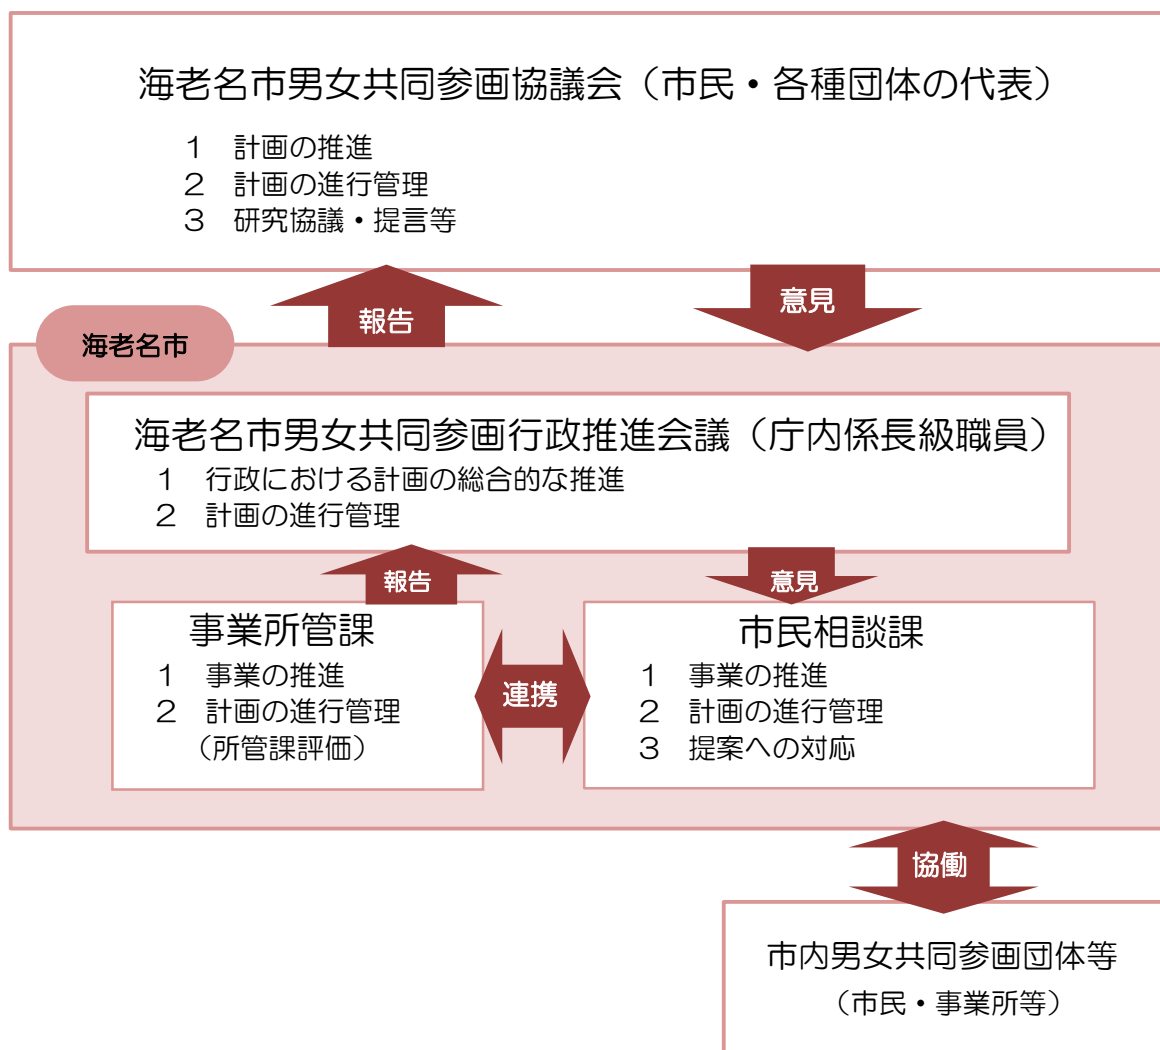 海老名市男女共同参画協議会（市民・各種団体の代表）
１　計画の推進
２　計画の進行管理
３　研究協議・提言等
報告
意見
海老名市
海老名市男女共同参画行政推進会議（庁内係長級職員）
１　行政における計画の総合的な推進
２　計画の進行管理
報告
意見
事業所管課
１　事業の推進
２　計画の進行管理
（所管課評価）
連携
市民相談課
１　事業の推進
２　計画の進行管理
３　提案への対応
協働
市内男女共同参画団体等
（市民・事業所等）